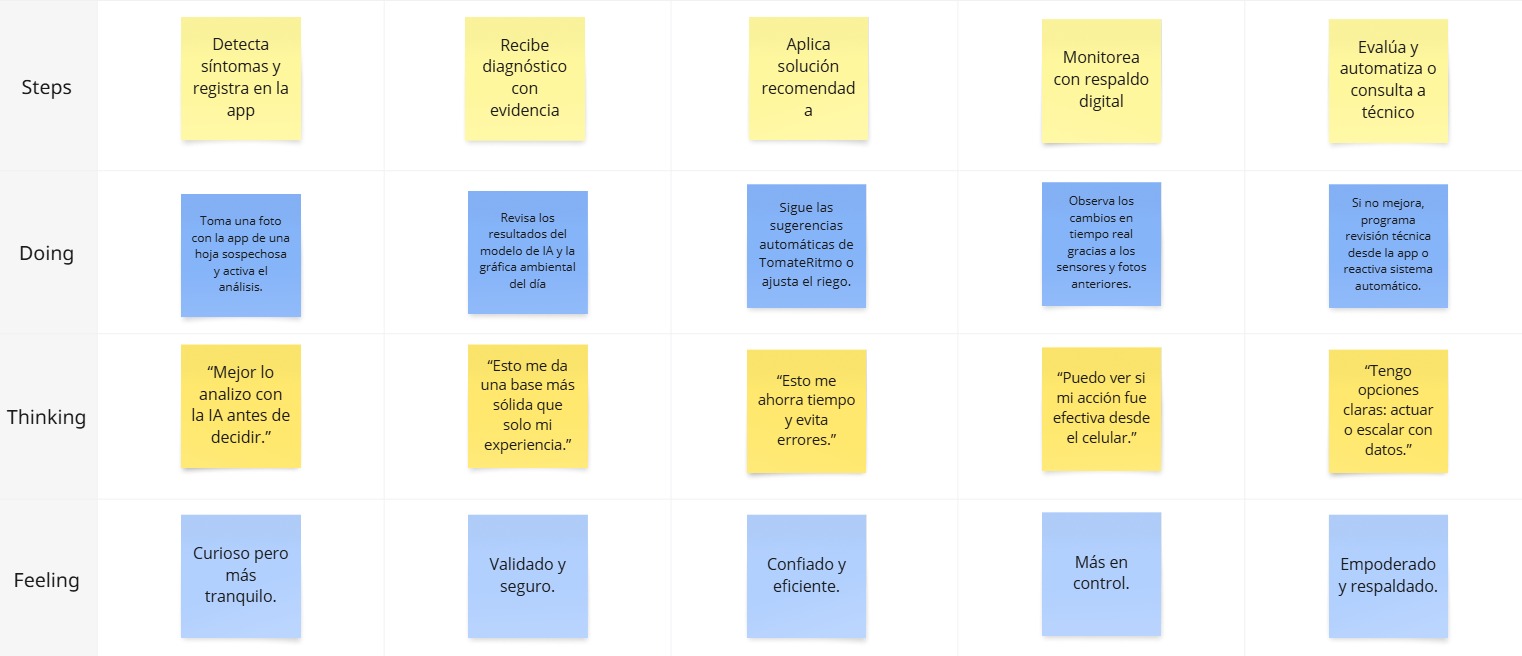 Steps
Detecta
síntomas y
registra en la
app
Recibe
diagnóstico
con
evidencia
Aplica
solución
recomendad
a
Monitorea
con respaldo
digital
Evalúa y
automatiza o
consulta a
técnico
Doing
Toma una foto
con la app de una
hoja sospechosa
y activa el
análisis.
Revisa los
resultados del
modelo de IA y la
gráfica ambiental
del día
Sigue las
sugerencias
automáticas de
TomateRitmo o
ajusta el riego.
Observa los
cambios en
tiempo real
gracias a los
sensores y fotos
anteriores.
Si no mejora,
programa
revisión técnica
desde la app o
reactiva sistema
automático.
Thinking
“Mejor lo
analizo con
la IA antes de
decidir.”
“Esto me da
una base más
sólida que
solo mi
experiencia.”
“Esto me
ahorra tiempo
y evita
errores.”
“Puedo ver si
mi acción fue
efectiva desde
el celular.”
“Tengo
opciones
claras: actuar
o escalar con
datos.”
Feeling
Curioso pero
más
tranquilo.
Validado y
seguro.
Confiado y
eficiente.
Más en
control.
Empoderado
y respaldado.